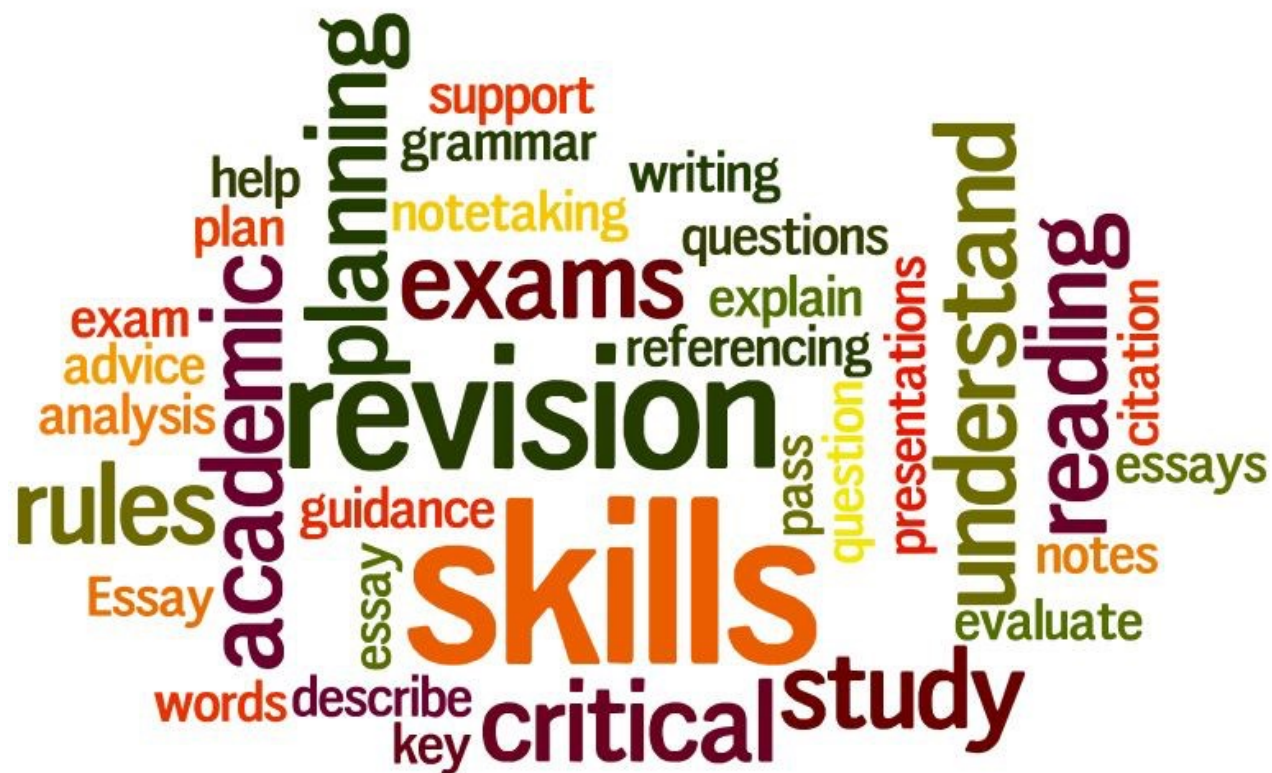 planning
support
grammar
help
writing
plan
notetaking
questions
understand
academic
exams
explain
reading
exam
referencing
presentations
citation
advice
revision
analysis
question
pass
essays
rules
guidance
skills
notes
Essay
essay
evaluate
words
describe
study
key
critical